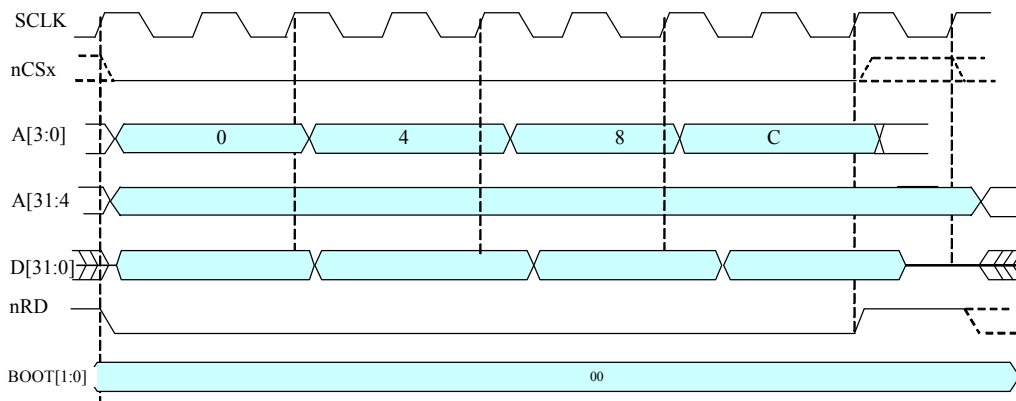 SCLK
nCSx
A[3:0] 0 4 8 C
A[31:4
D[31:0]
nRD
BOOT[1:0] 00